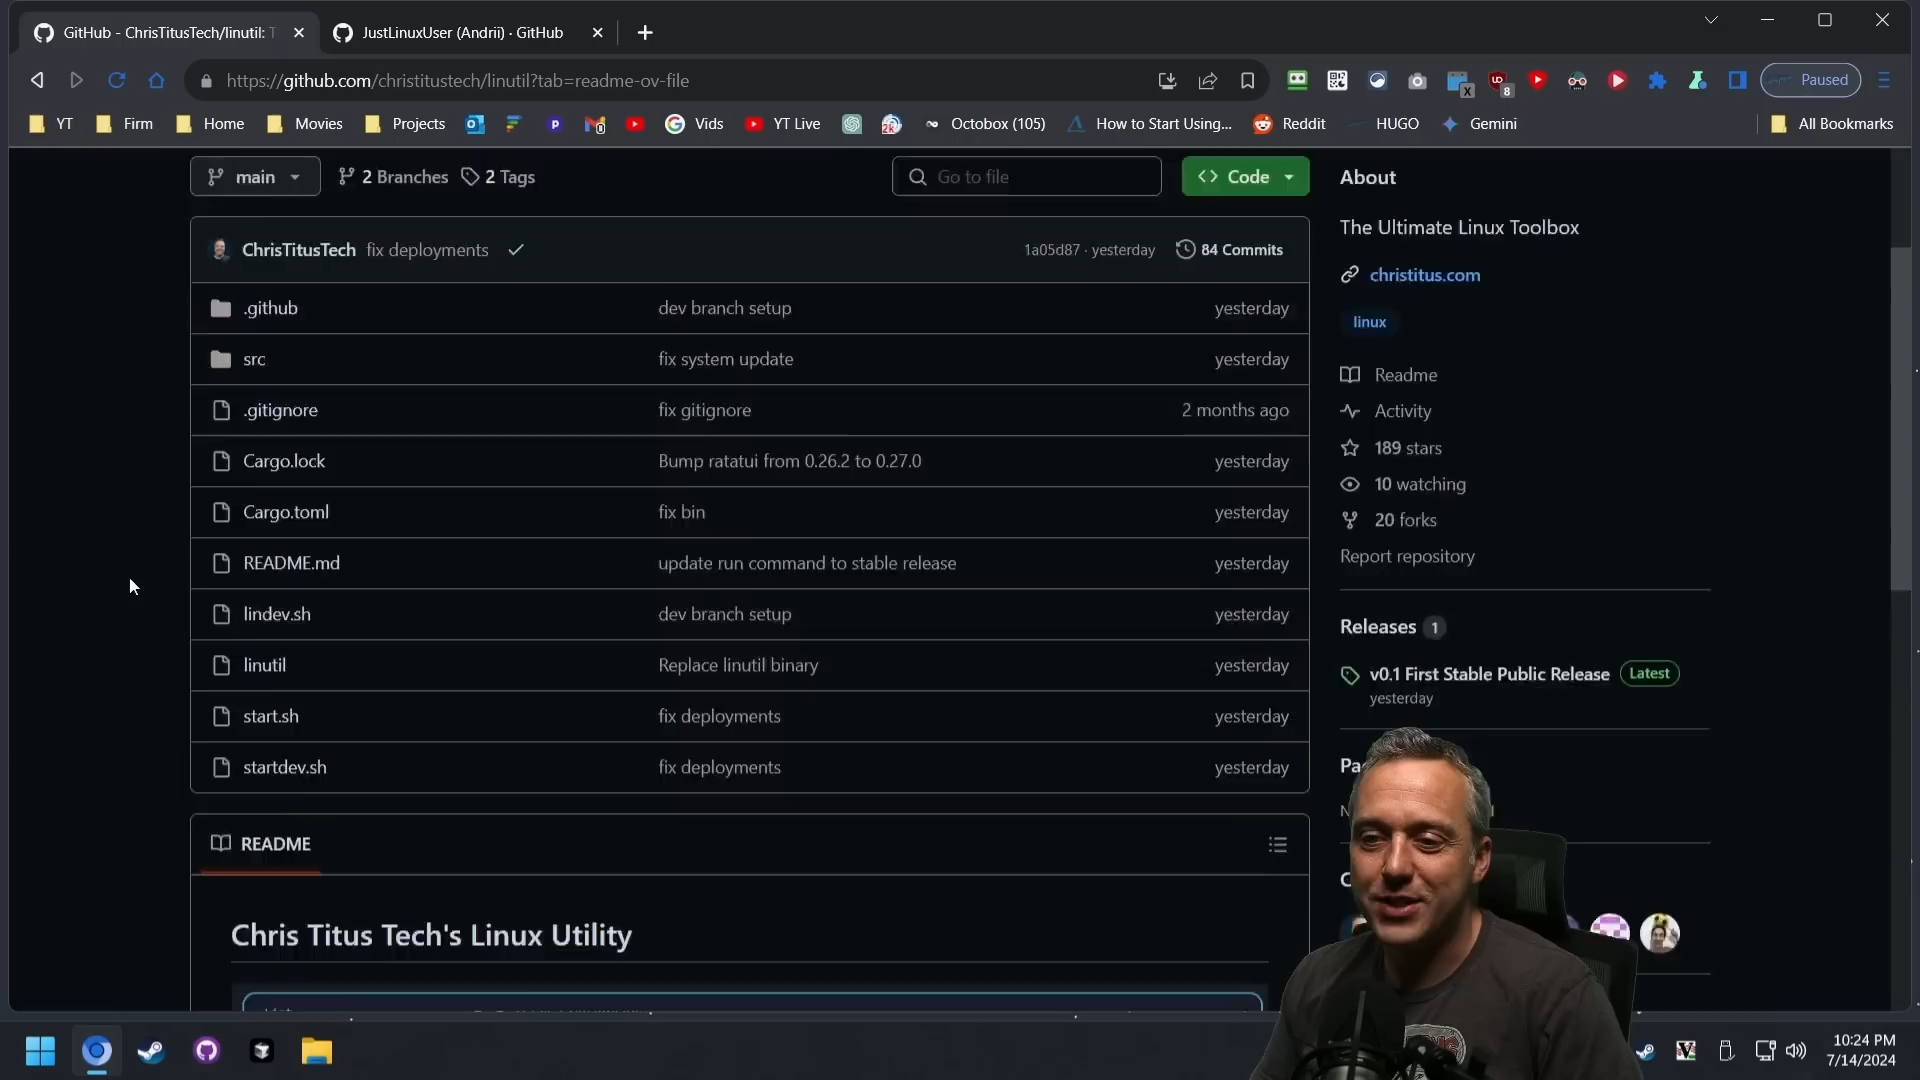 GitHub - ChrisTitusTech/linutil: T
JustLinuxUser (Andrii) · GitHub
https://github.com/christitustech/linutil?tab=readme-ov-file
X
8
Paused
YT
Firm
Home
Movies
Projects
Vids
YT Live
Octobox (105)
How to Start Using...
Reddit
HUGO
Gemini
All Bookmarks
main
2 Branches
2 Tags
Go to file
Code
ChrisTitusTech fix deployments
1a05d87 · yesterday
84 Commits
.github dev branch setup yesterday
src fix system update yesterday
.gitignore fix gitignore 2 months ago
Cargo.lock Bump ratatui from 0.26.2 to 0.27.0 yesterday
Cargo.toml fix bin yesterday
README.md update run command to stable release yesterday
lindev.sh dev branch setup yesterday
linutil Replace linutil binary yesterday
start.sh fix deployments yesterday
startdev.sh fix deployments yesterday
README
Chris Titus Tech's Linux Utility
About
The Ultimate Linux Toolbox
christitus.com
linux
Readme
Activity
189 stars
10 watching
20 forks
Report repository
Releases 1
v0.1 First Stable Public Release Latest
yesterday
10:24 PM
7/14/2024